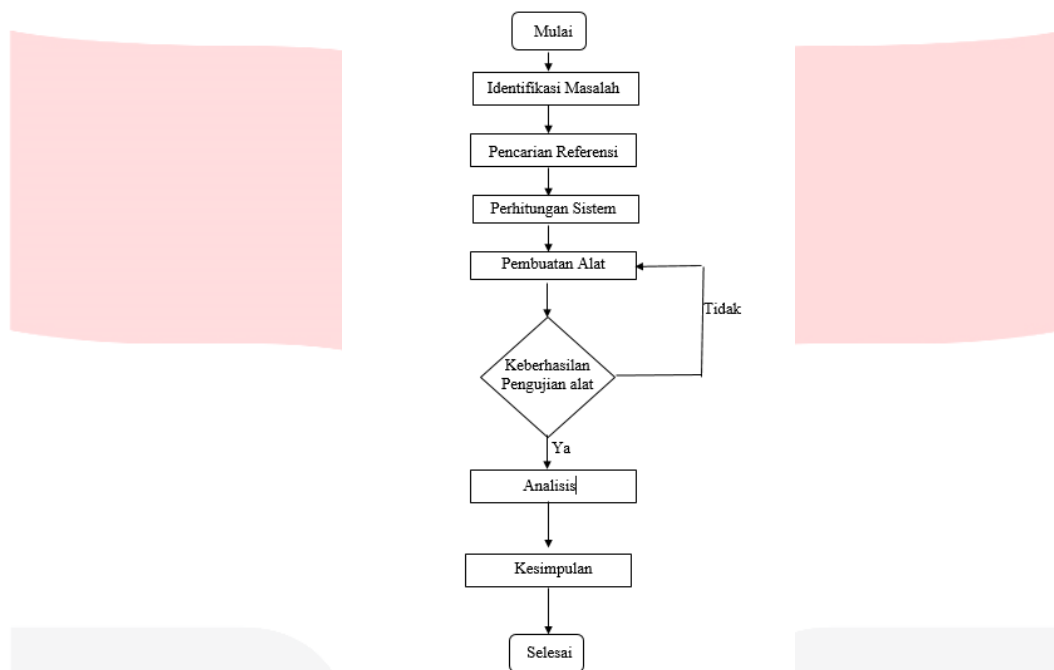 Mulai
Identifikasi Masalah
Pencarian Referensi
Perhitungan Sistem
Pembuatan Alat
Tidak
Keberhasilan
Pengujian alat
Ya
Analisis
Kesimpulan
Selesai